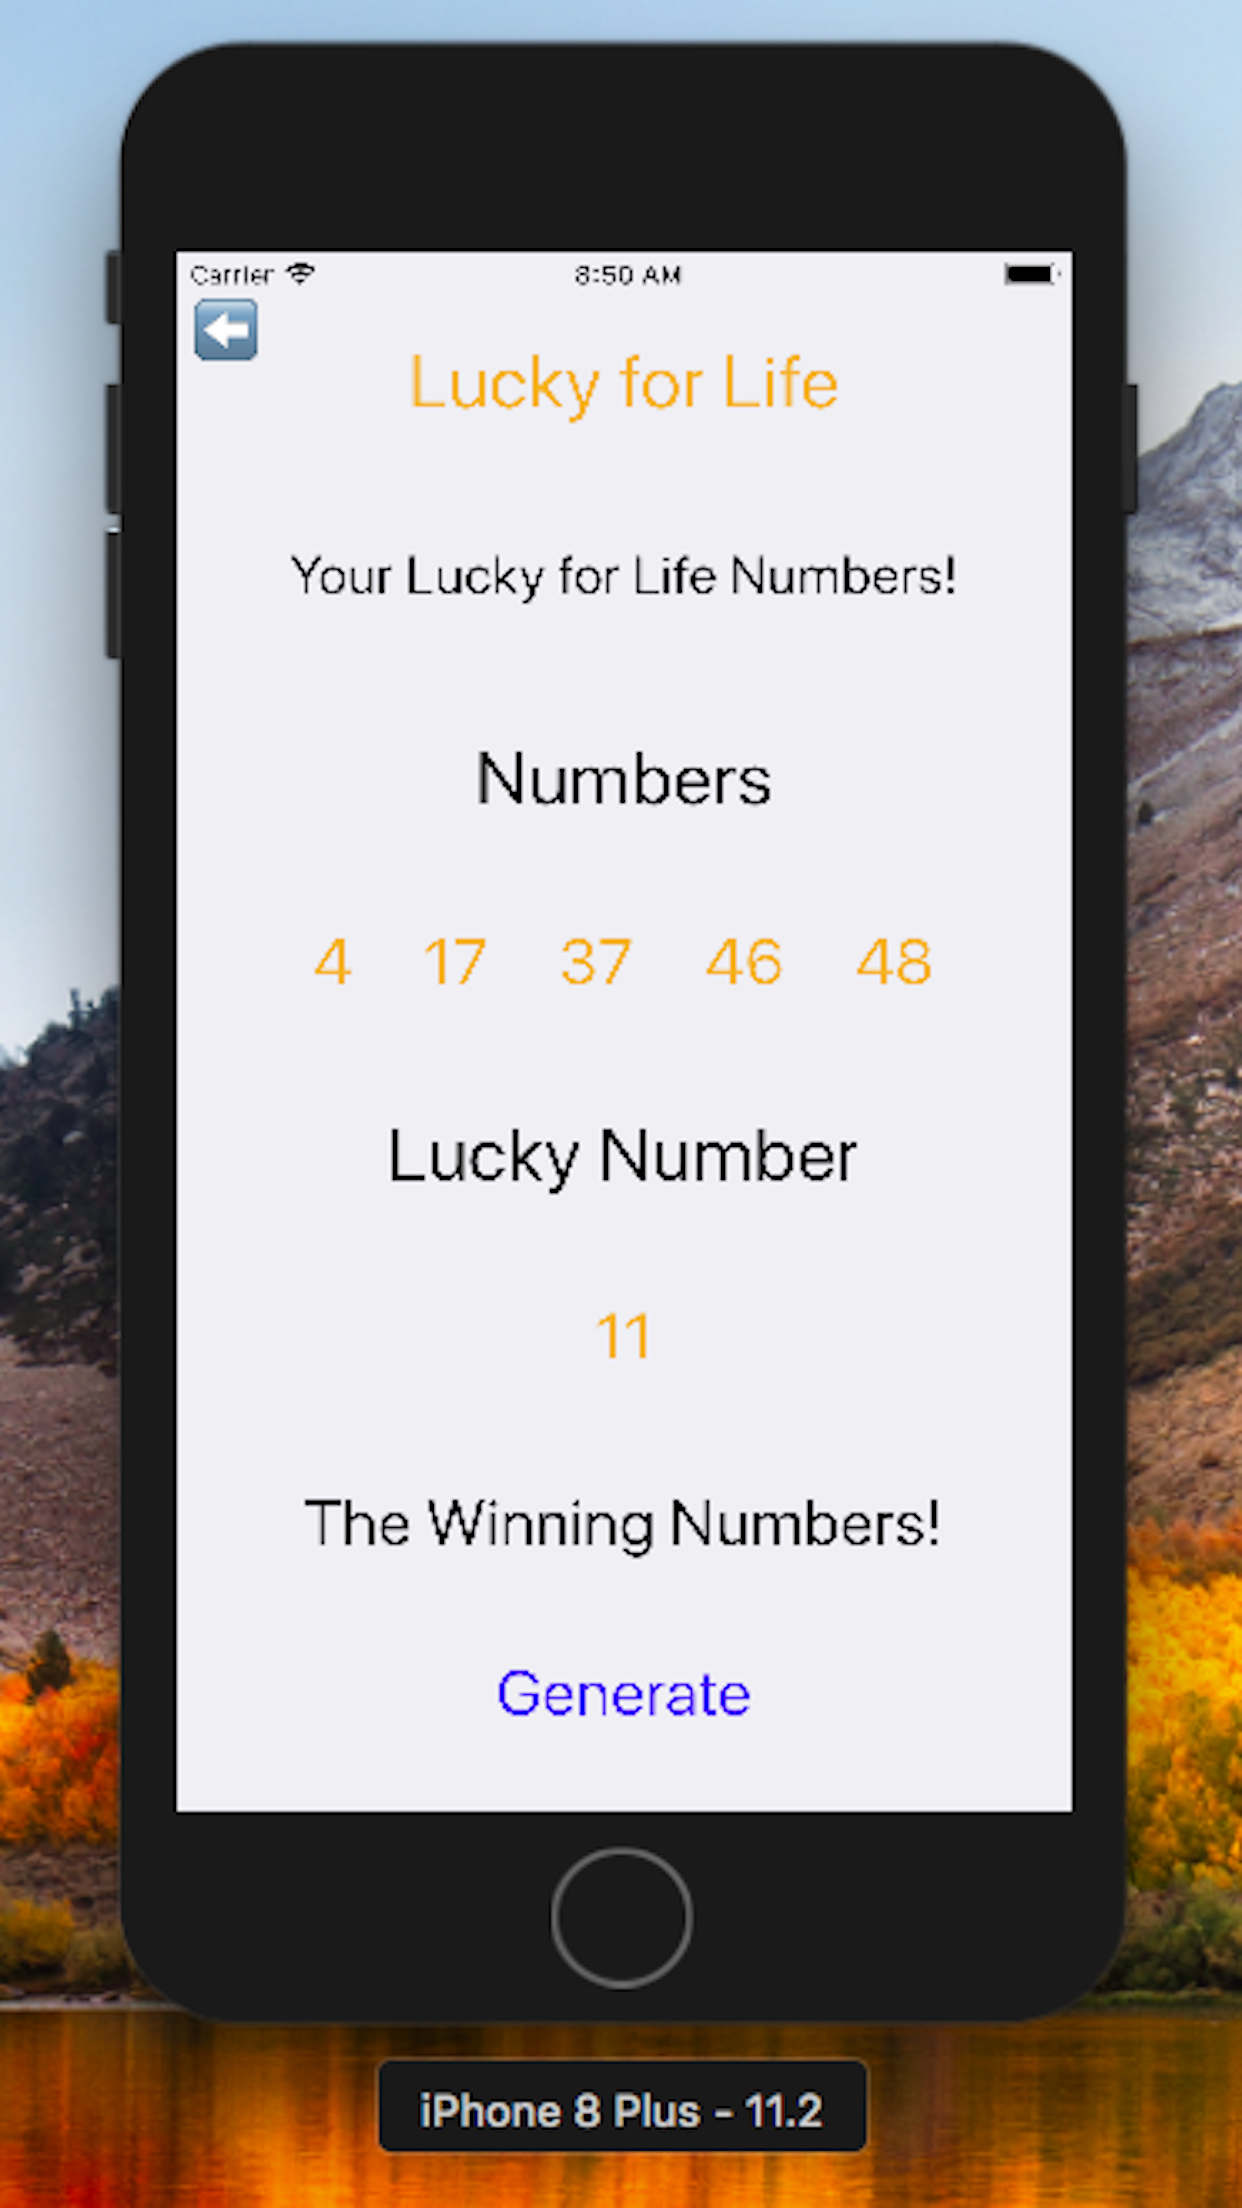 Carrier 8:50 AM
Lucky for Life
Your Lucky for Life Numbers!
Numbers
4 17 37 46 48
Lucky Number
11
The Winning Numbers!
Generate
iPhone 8 Plus - 11.2